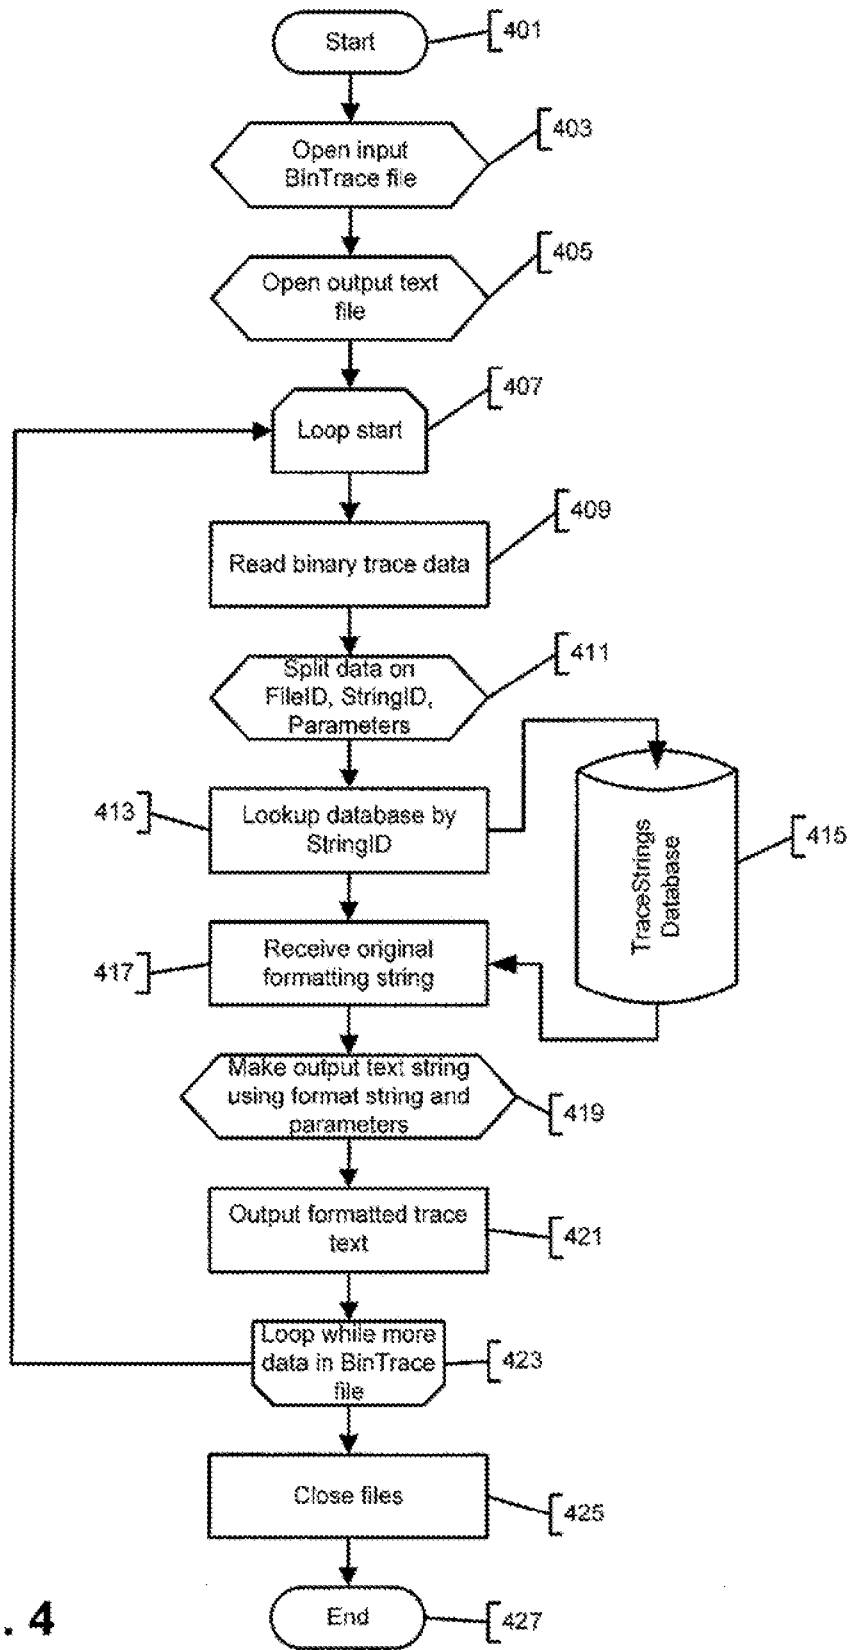 Start
401
Open input
BinTrace file
403
Open output text
file
405
Loop start
407
Read binary trace data
409
Split data on
FileID, StringID,
Parameters
411
Lookup database by
StringID
413
TraceStrings
Database
415
Receive original
formatting string
417
Make output text string
using format string and
parameters
419
Output formatted trace
text
421
Loop while more
data in BinTrace
file
423
Close files
425
End
427
. 4